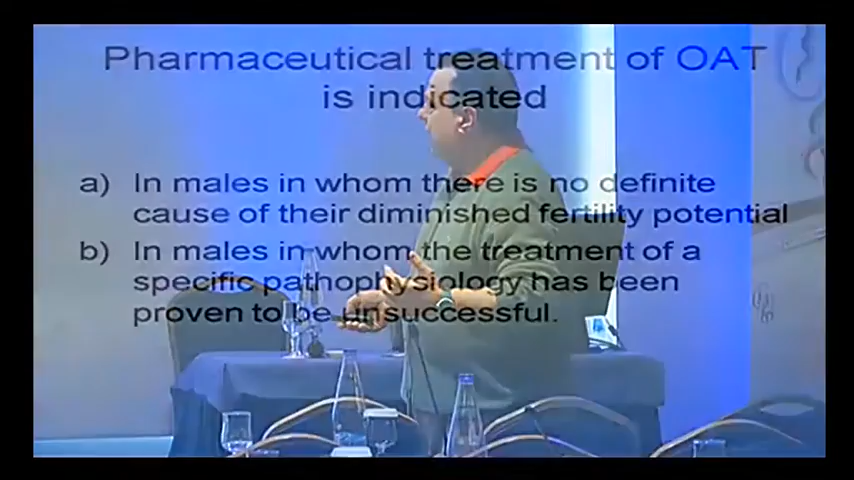 Pharmaceutical treatment of OAT
is indicated
a) In males in whom there is no definite
cause of their diminished fertility potential
b) In males in whom the treatment of a
specific pathophysiology has been
proven to be unsuccessful.